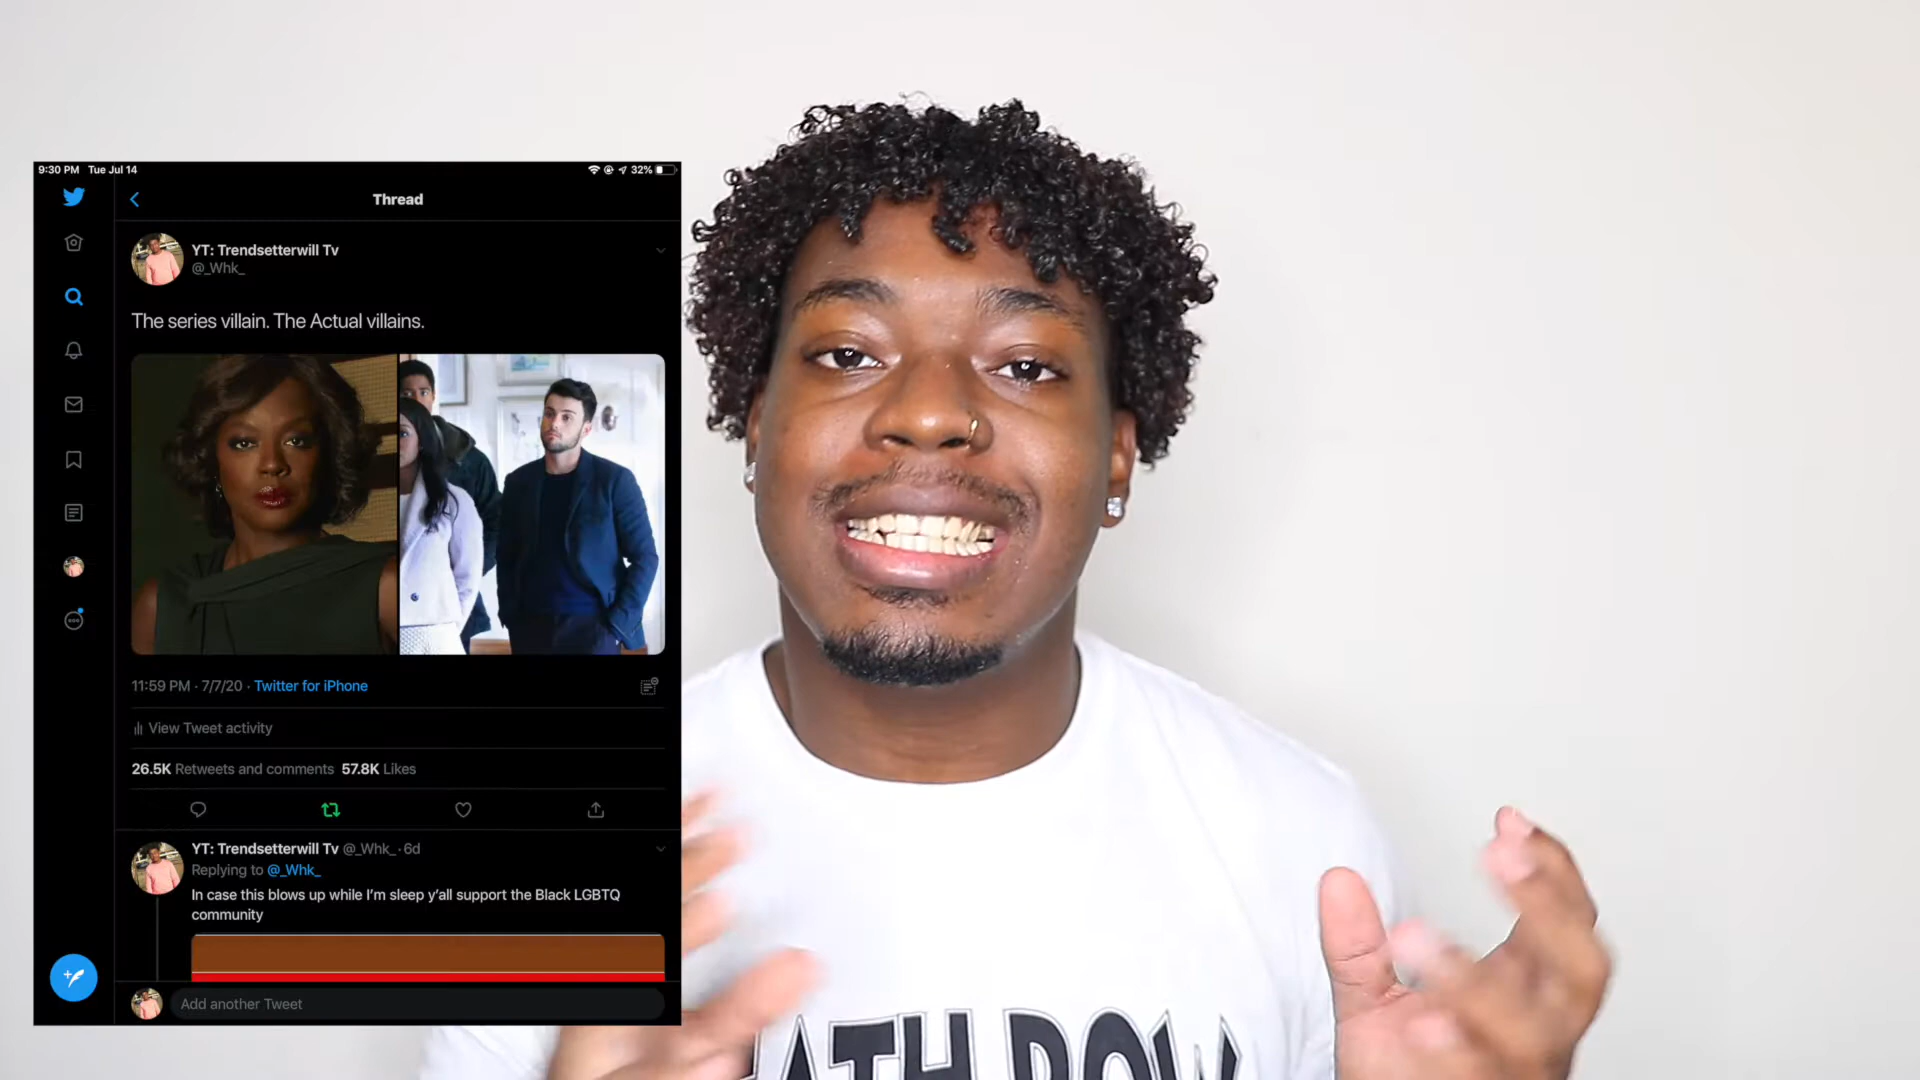 9:30 PM Tue Jul 14
32%
Thread
YT: Trendsetterwill Tv
@_Whk_
The series villain. The Actual villains.
11:59 PM · 7/7/20 · Twitter for iPhone
View Tweet activity
26.5K Retweets and comments 57.8K Likes
YT: Trendsetterwill Tv @_Whk_ · 6d
Replying to @_Whk_
In case this blows up while I'm sleep y'all support the Black LGBTQ
community
Add another Tweet
EATH ROW